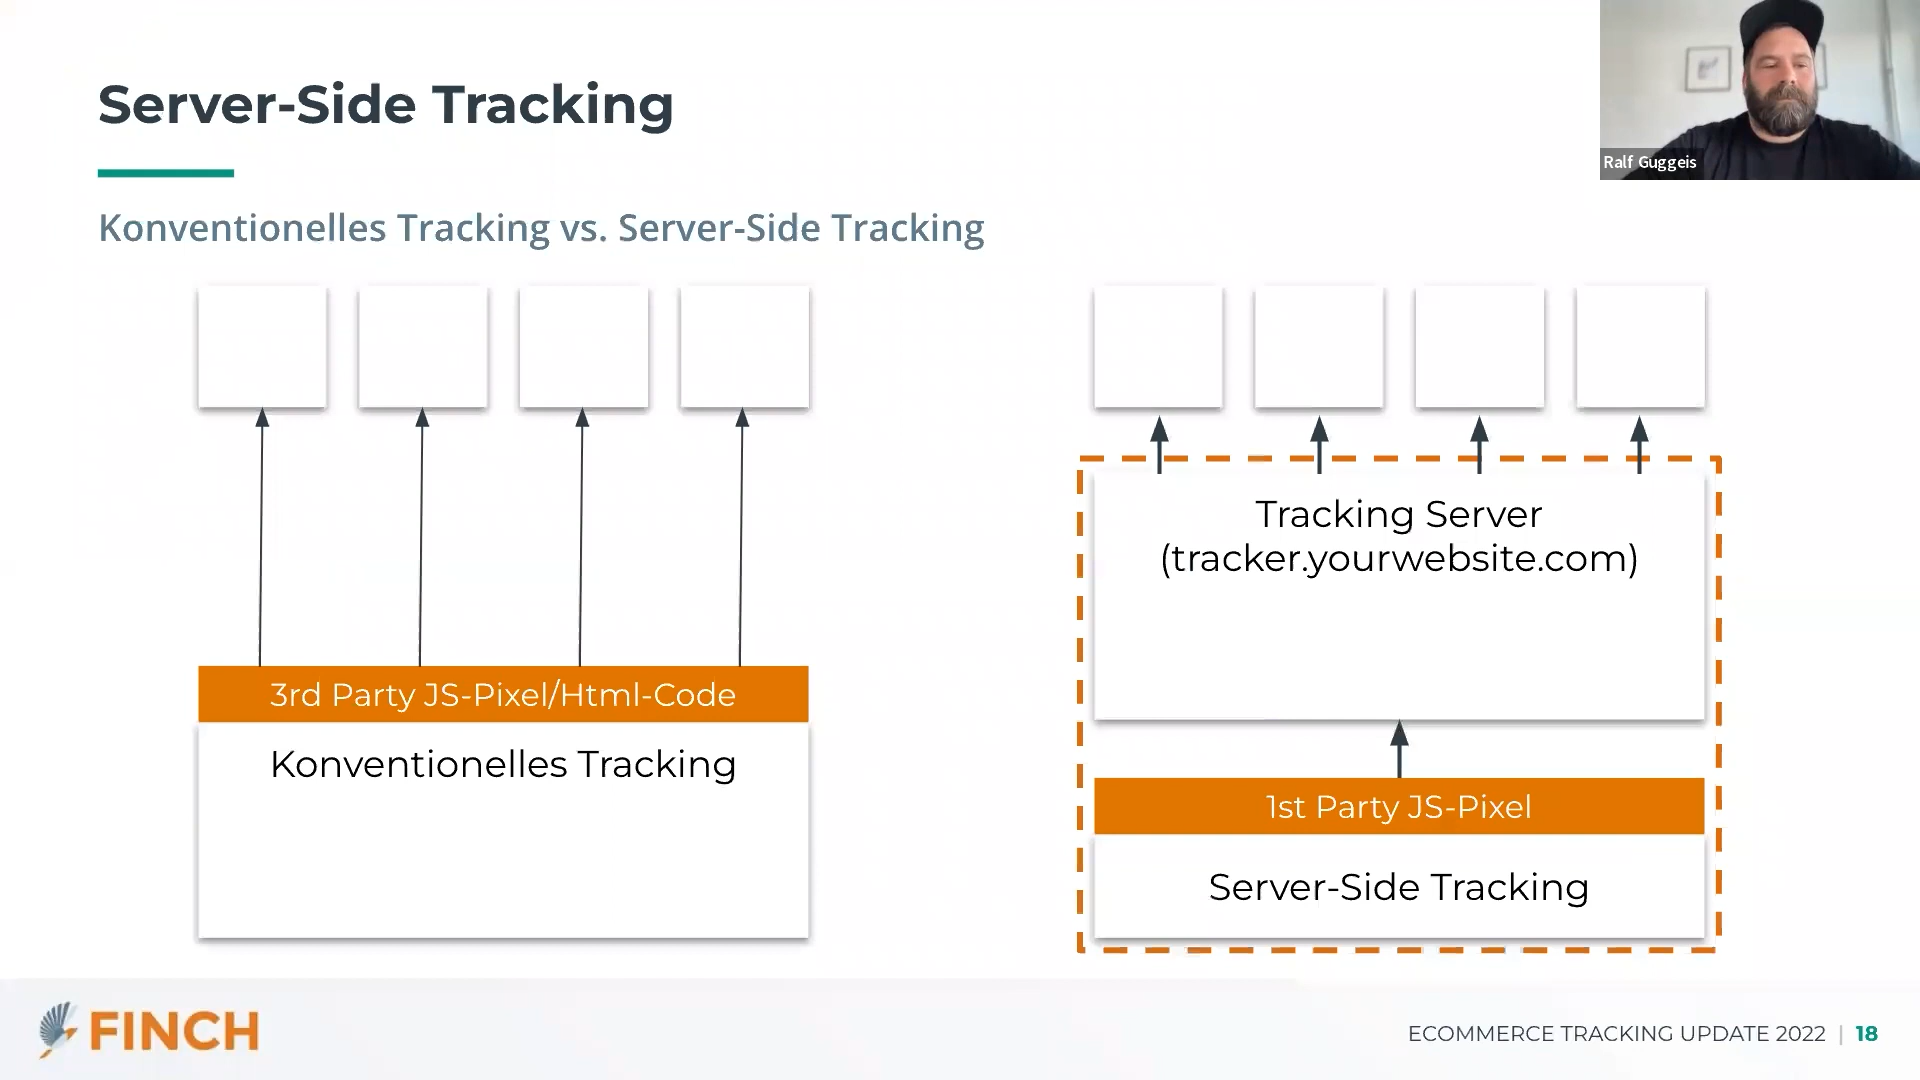 Server-Side Tracking
Ralf Guggeis
Konventionelles Tracking vs. Server-Side Tracking
3rd Party JS-Pixel/Html-Code
Konventionelles Tracking
Tracking Server
(tracker.yourwebsite.com)
1st Party JS-Pixel
Server-Side Tracking
FINCH
ECOMMERCE TRACKING UPDATE 2022 | 18